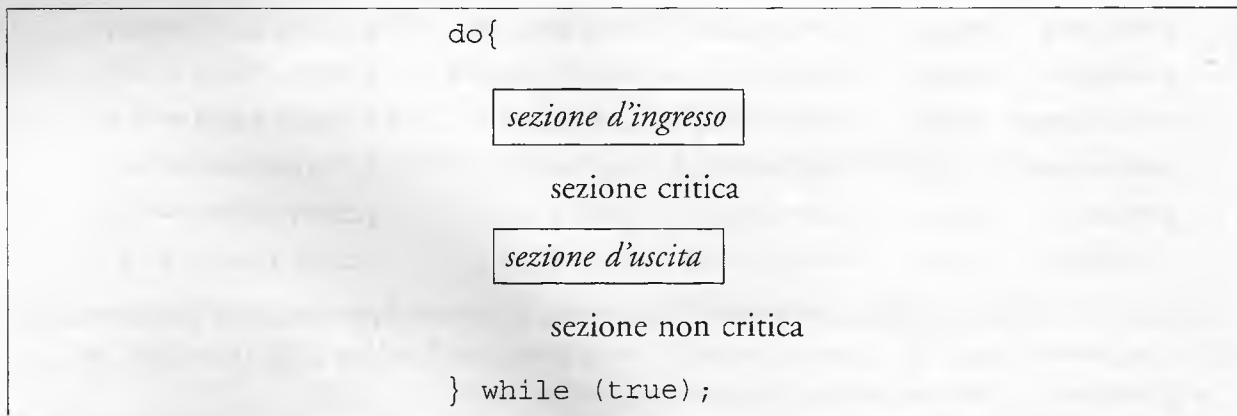 do{
sezione d'ingresso
sezione critica
sezione d'uscita
sezione non critica
} while (true);